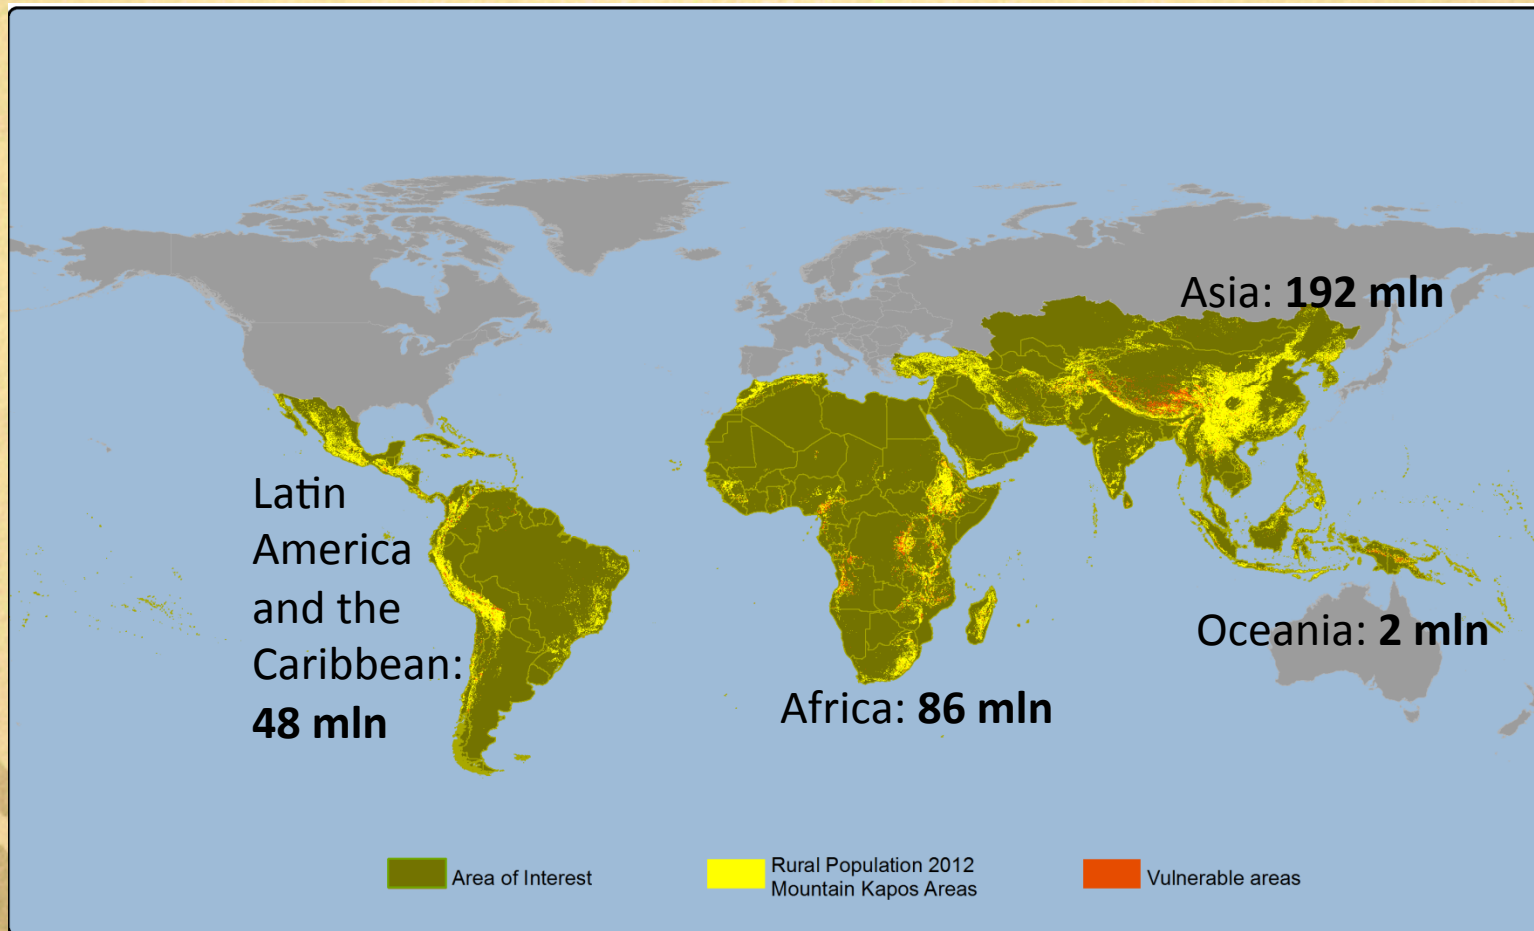 Asia: 192 mln
Latin
America
and the
Caribbean:
48 mln
Oceania: 2 mln
Africa: 86 mln
Area of Interest
Rural Population 2012
Mountain Kapos Areas
Vulnerable areas